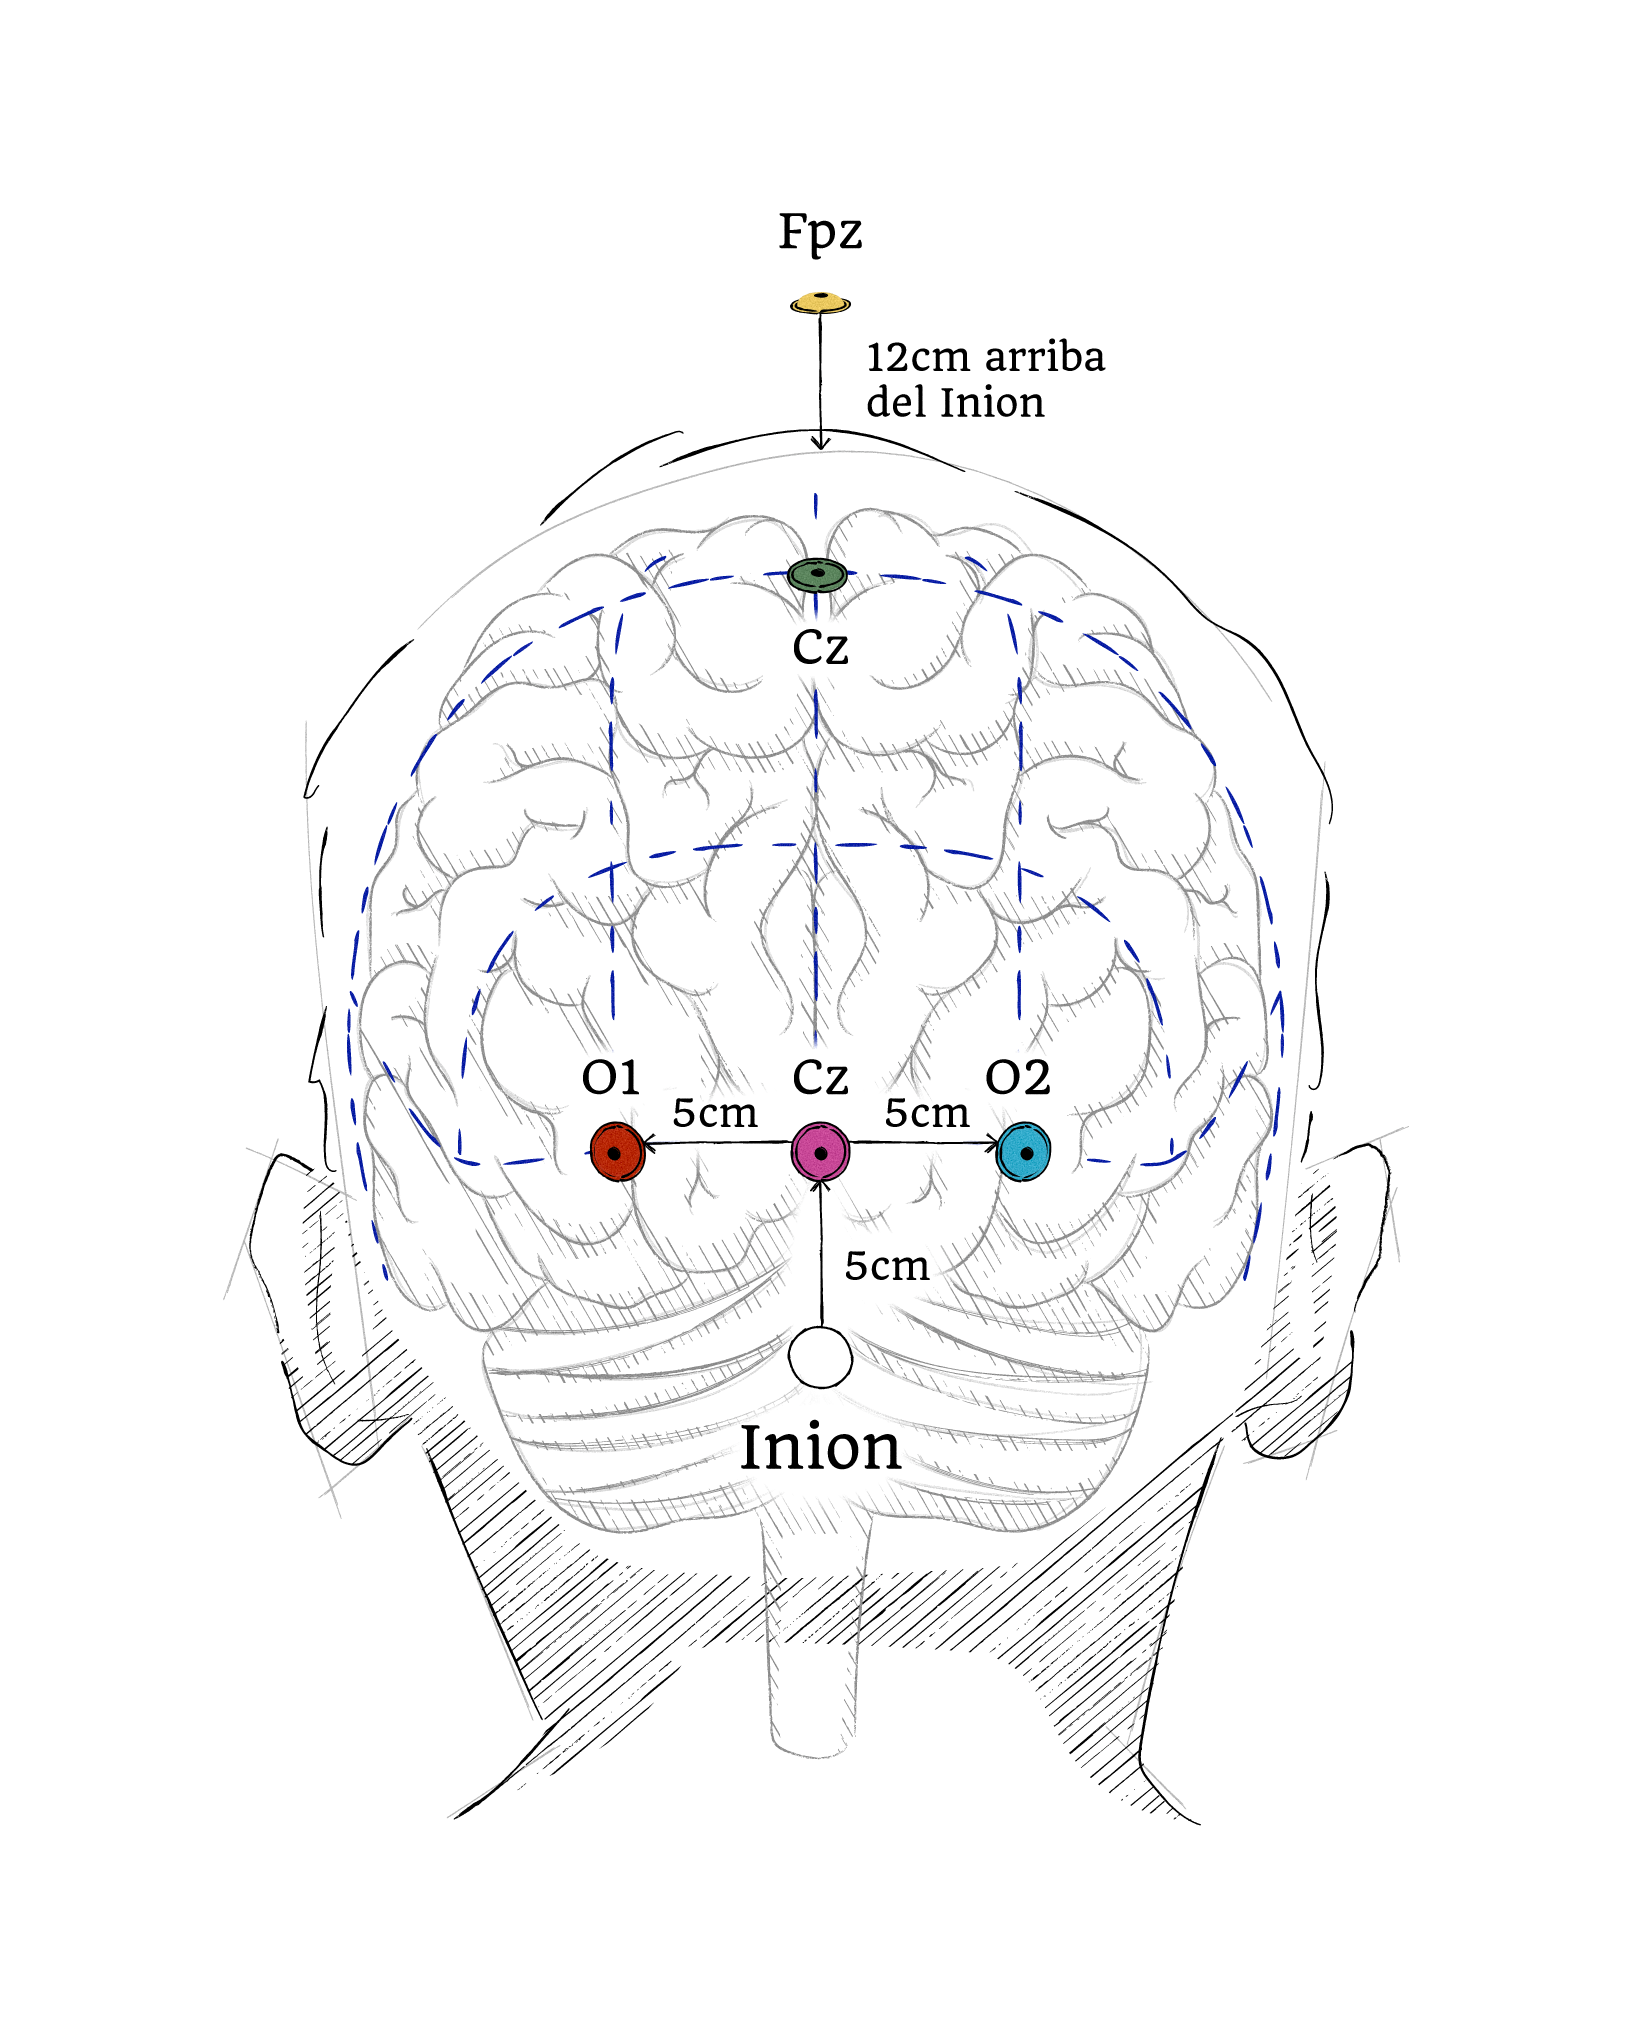 Fpz
12cm arriba
del Inion
Cz
O1
Cz
O2
5cm
5cm
5cm
Inion